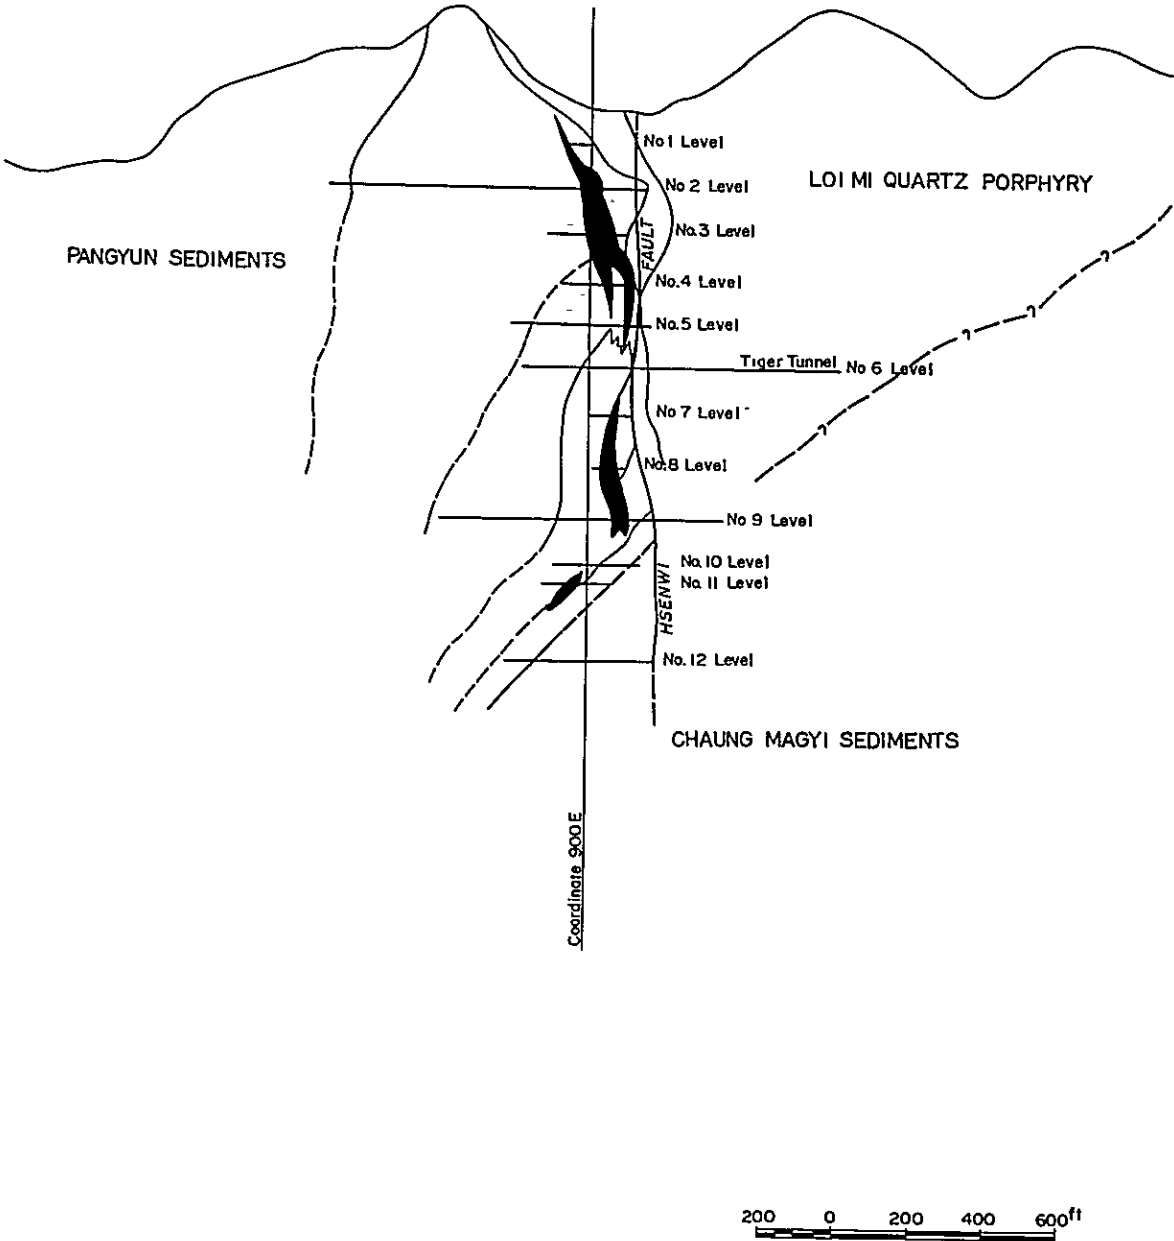 No 1 Level
LOI MI QUARTZ PORPHYRY
No 2 Level
No.3 Level
FAULT
PANGYUN SEDIMENTS
No.4 Level
No.5 Level
Tiger Tunnel
No 6 Level
No 7 Level
No.8 Level
No 9 Level
No.10 Level
No. 11 Level
HSENWI
No. 12 Level
CHAUNG MAGYI SEDIMENTS
Coordinate 900E
? ? ? ?
200 0 200 400 600ft